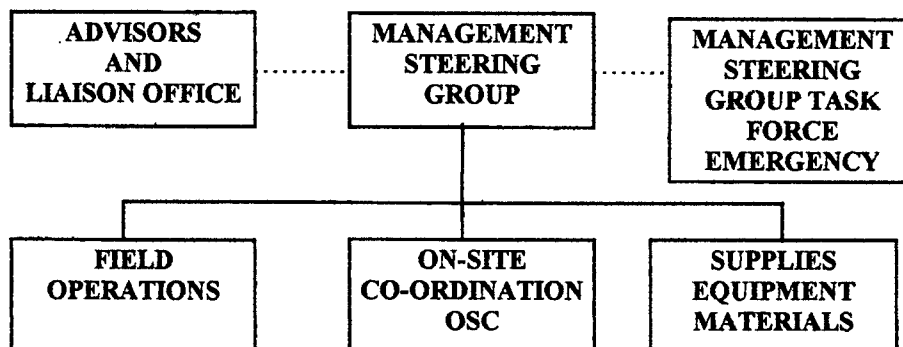 ADVISORS
AND
LIAISON OFFICE
MANAGEMENT
STEERING
GROUP
MANAGEMENT
STEERING
GROUP TASK
FORCE
EMERGENCY
FIELD
OPERATIONS
ON-SITE
CO-ORDINATION
OSC
SUPPLIES
EQUIPMENT
MATERIALS